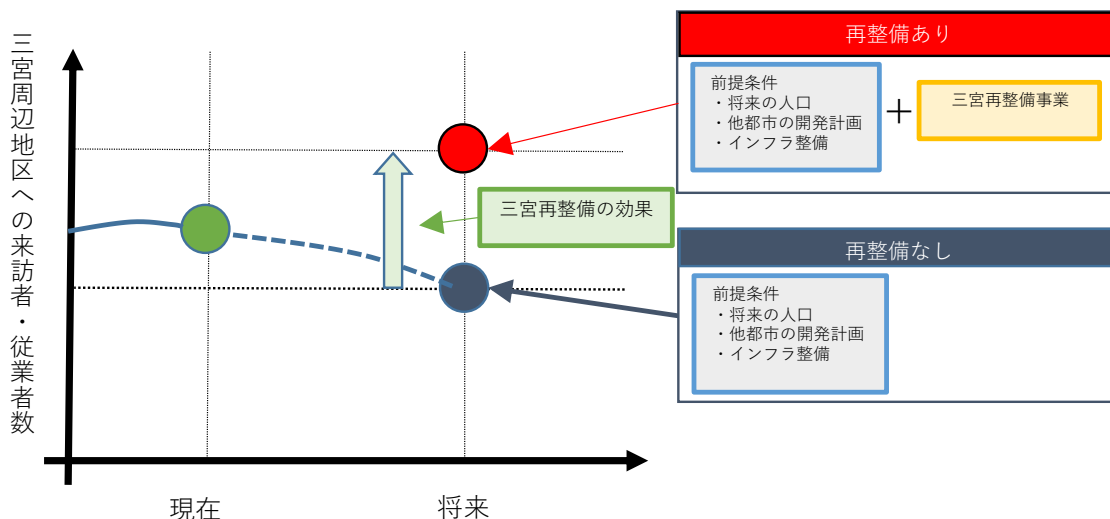 三宮周辺地区への来訪者・従業者数
再整備あり
前提条件
・将来の人口
・他都市の開発計画
・インフラ整備
+
三宮再整備事業
三宮再整備の効果
再整備なし
前提条件
・将来の人口
・他都市の開発計画
・インフラ整備
現在
将来